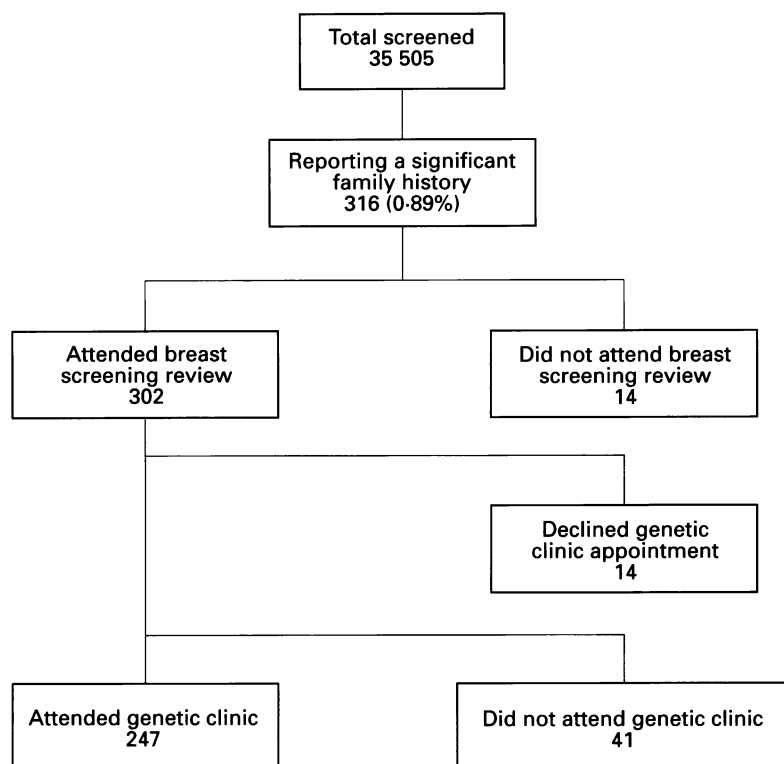 Total screened
35 505
Reporting a significant
family history
316 (0·89%)
Attended breast
screening review
302
Did not attend breast
screening review
14
Declined genetic
clinic appointment
14
Attended genetic clinic
247
Did not attend genetic clinic
41